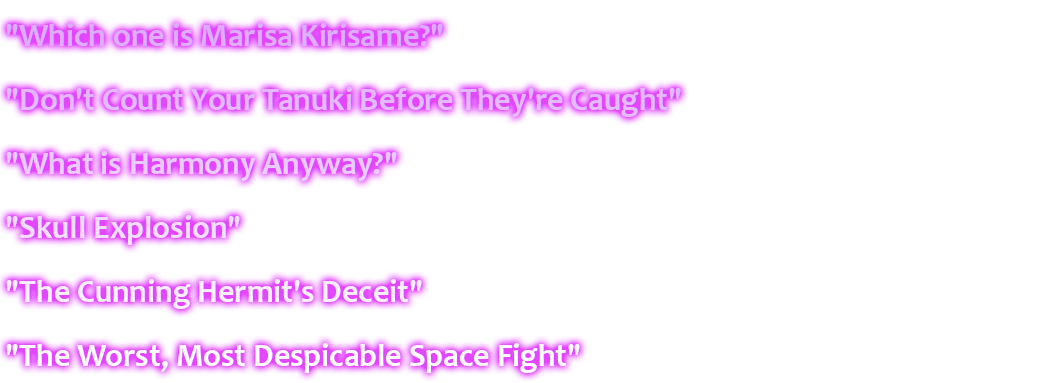 "Which one is Marisa Kirisame?"
"Don't Count Your Tanuki Before They're Caught"
"What is Harmony Anyway?"
"Skull Explosion"
"The Cunning Hermit's Deceit"
"The Worst, Most Despicable Space Fight"